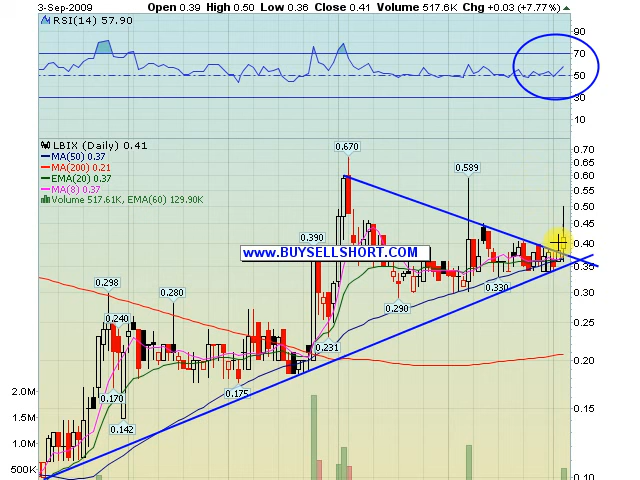 3-Sep-2009 Open 0.39 High 0.50 Low 0.36 Close 0.41 Volume 517.6K Chg +0.03 (+7.77%)
RSI(14) 57.90
90
70
50
30
10
LBIX (Daily) 0.41
MA(50) 0.37
MA(200) 0.21
EMA(20) 0.37
MA(8) 0.37
Volume 517.61K, EMA(60) 129.90K
0.670
0.589
0.390
www.BUYSELLSHORT.com
0.298
0.280
0.240
0.330
0.290
0.231
0.170
0.175
0.142
0.70
0.65
0.60
0.55
0.50
0.45
0.40
0.35
0.30
0.25
0.20
0.15
0.10
2.0M
1.5M
1.0M
500K